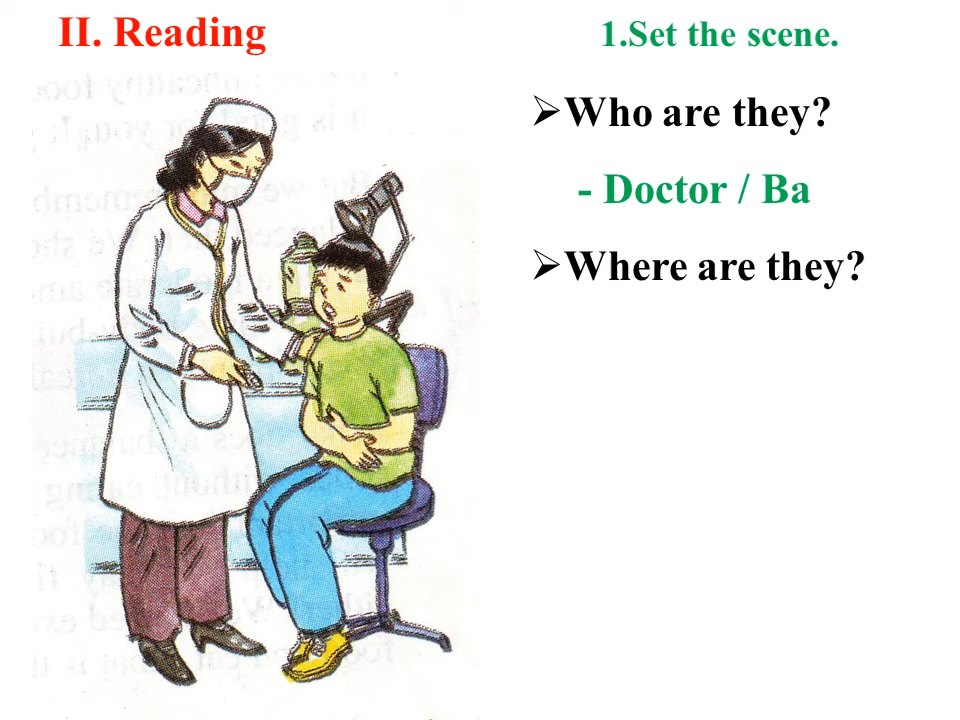 II. Reading
1.Set the scene.
➢Who are they?
- Doctor / Ba
➢Where are they?